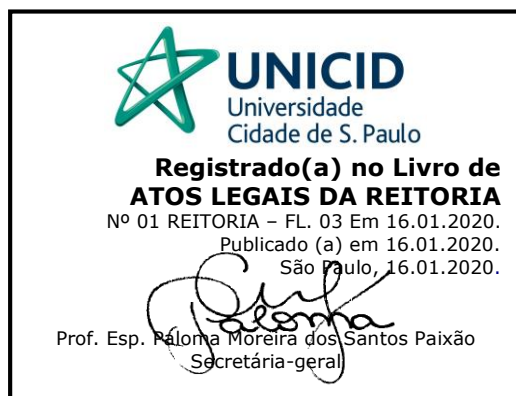 UNICID
Universidade
Cidade de S. Paulo
Registrado(a) no Livro de
ATOS LEGAIS DA REITORIA
Nº 01 REITORIA – FL. 03 Em 16.01.2020.
Publicado (a) em 16.01.2020.
São Paulo, 16.01.2020.
Paloma
Prof. Esp. Paloma Moreira dos Santos Paixão
Secretária-geral